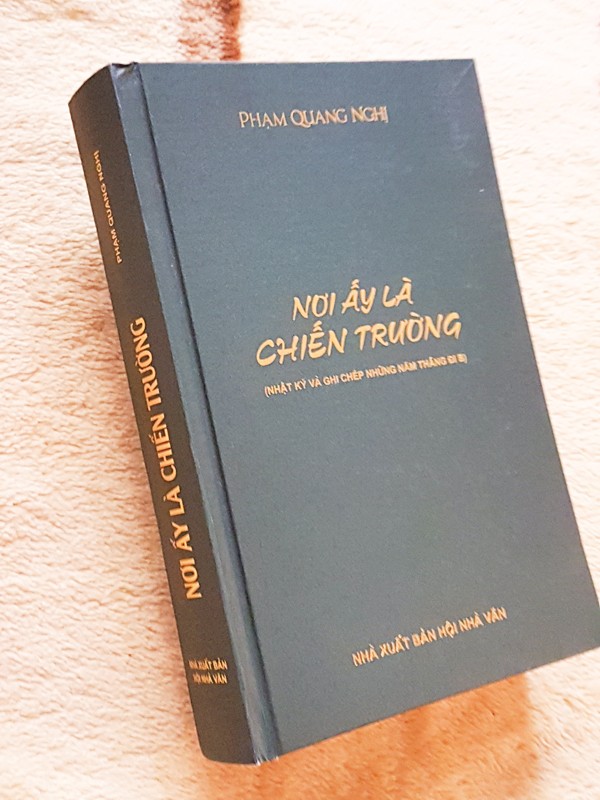 PHẠM QUANG NGHỊ
NƠI ẤY LÀ
CHIẾN TRƯỜNG
(NHẬT KÝ VÀ GHI CHÉP NHỮNG NĂM THÁNG ĐI B)
NHÀ XUẤT BẢN HỘI NHÀ VĂN
PHẠM QUANG NGHỊ
NƠI ẤY LÀ CHIẾN TRƯỜNG
NHÀ XUẤT BẢN
HỘI NHÀ VĂN